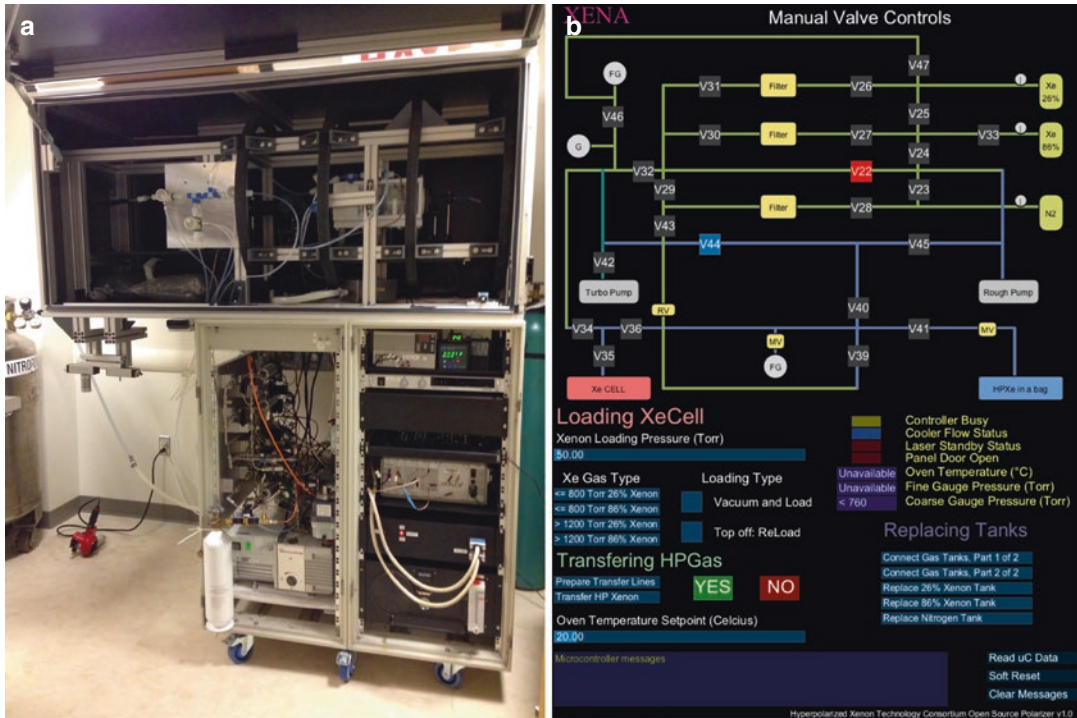 a
NITROG
b
XENA
Manual Valve Controls
FG
V47
V31
Filter
V26
I
Xe
26%
V46
V25
V30
Filter
V27
V33
I
Xe
86%
G
V24
V32
V22
V29
V23
Filter
V28
I
N2
V43
V44
V45
V42
Turbo Pump
Rough Pump
RV
V40
V34
V36
V41
MV
MV
V35
V39
FG
Xe CELL
HPXe in a bag
Loading XeCell
Xenon Loading Pressure (Torr)
50.00
Xe Gas Type
<= 800 Torr 26% Xenon
<= 800 Torr 86% Xenon
> 1200 Torr 26% Xenon
> 1200 Torr 86% Xenon
Loading Type
Vacuum and Load
Top off: ReLoad
Controller Busy
Cooler Flow Status
Laser Standby Status
Panel Door Open
Unavailable Oven Temperature (°C)
Unavailable Fine Gauge Pressure (Torr)
< 760 Coarse Gauge Pressure (Torr)
Replacing Tanks
Connect Gas Tanks, Part 1 of 2
Connect Gas Tanks, Part 2 of 2
Replace 26% Xenon Tank
Replace 86% Xenon Tank
Replace Nitrogen Tank
Transfering HPGas
Prepare Transfer Lines
Transfer HP Xenon
YES
NO
Oven Temperature Setpoint (Celcius)
20.00
Microcontroller messages
Read uC Data
Soft Reset
Clear Messages
Hyperpolarized Xenon Technology Consortium Open Source Polarizer v1.0